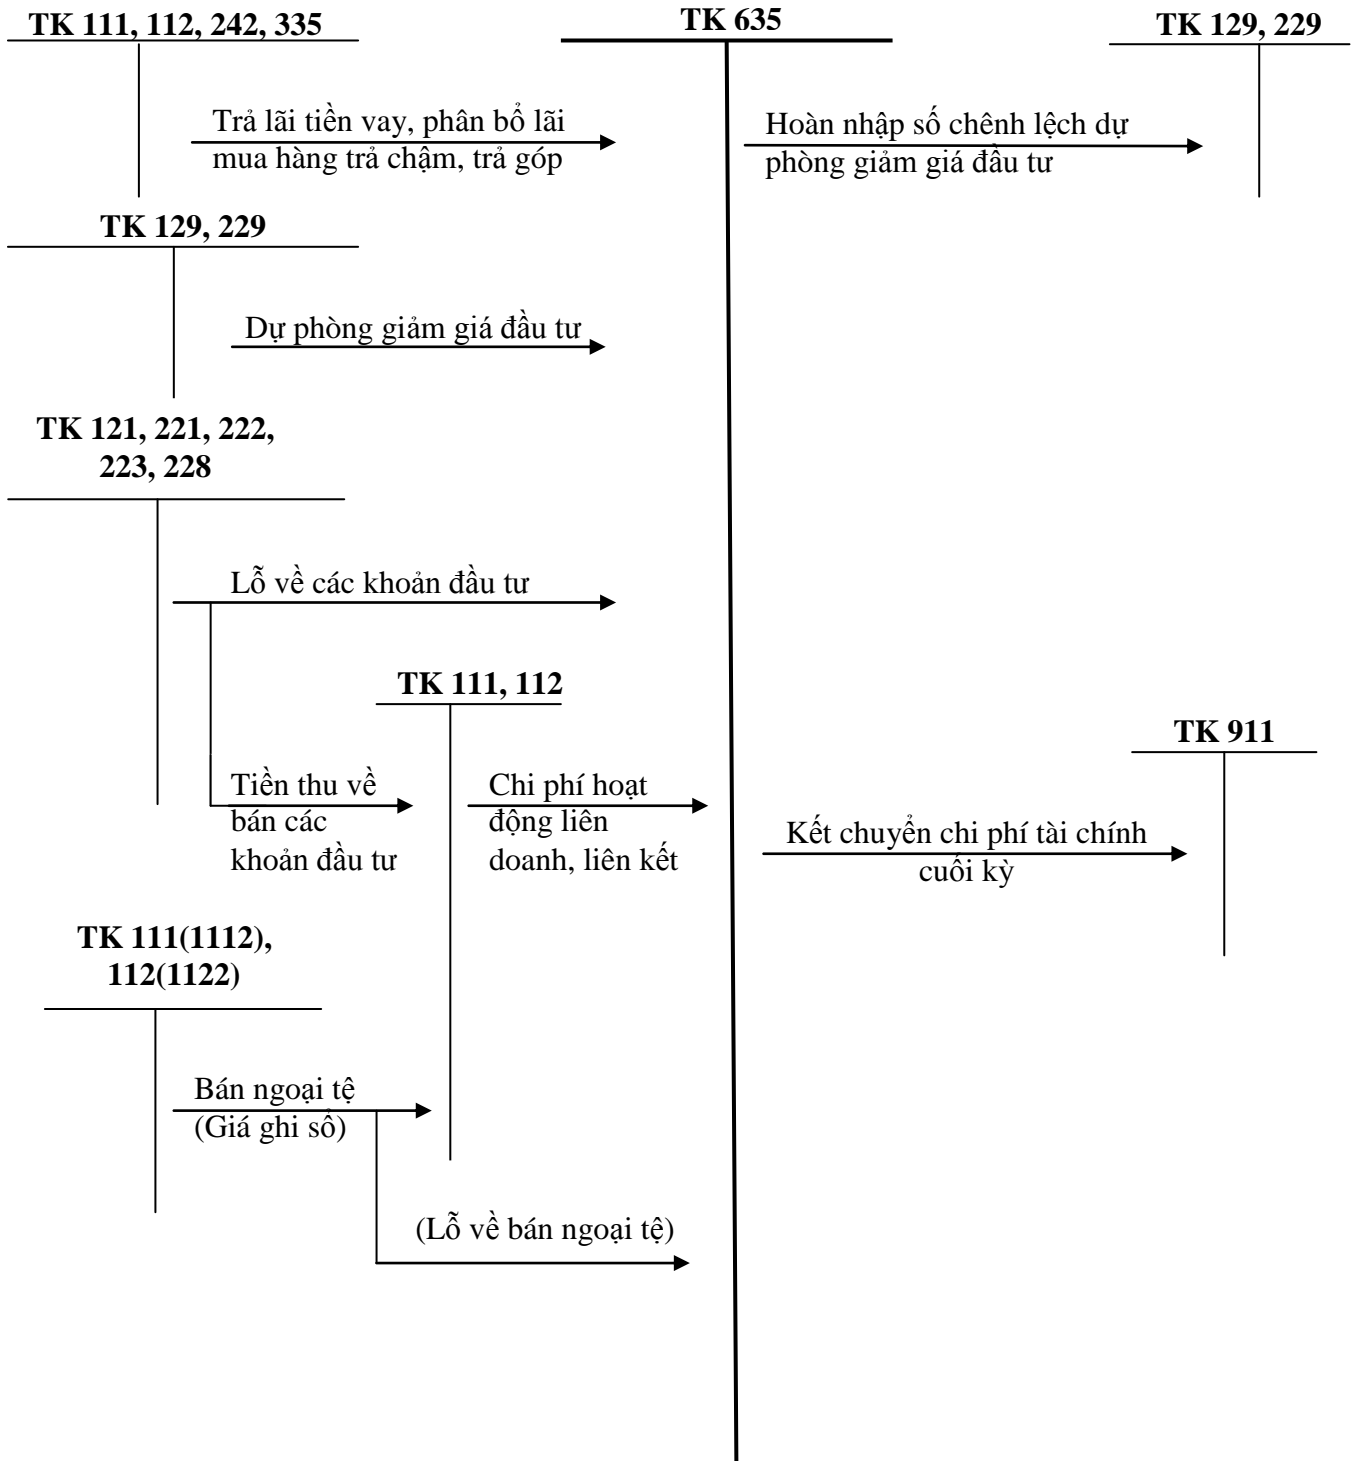 TK 111, 112, 242, 335
TK 635
TK 129, 229
Trả lãi tiền vay, phân bổ lãi
mua hàng trả chậm, trả góp
Hoàn nhập số chênh lệch dự
phòng giảm giá đầu tư
TK 129, 229
Dự phòng giảm giá đầu tư
TK 121, 221, 222,
223, 228
Lỗ về các khoản đầu tư
TK 111, 112
TK 911
Tiền thu về
bán các
khoản đầu tư
Chi phí hoạt
động liên
doanh, liên kết
Kết chuyển chi phí tài chính
cuối kỳ
TK 111(1112),
112(1122)
Bán ngoại tệ
(Giá ghi sổ)
(Lỗ về bán ngoại tệ)